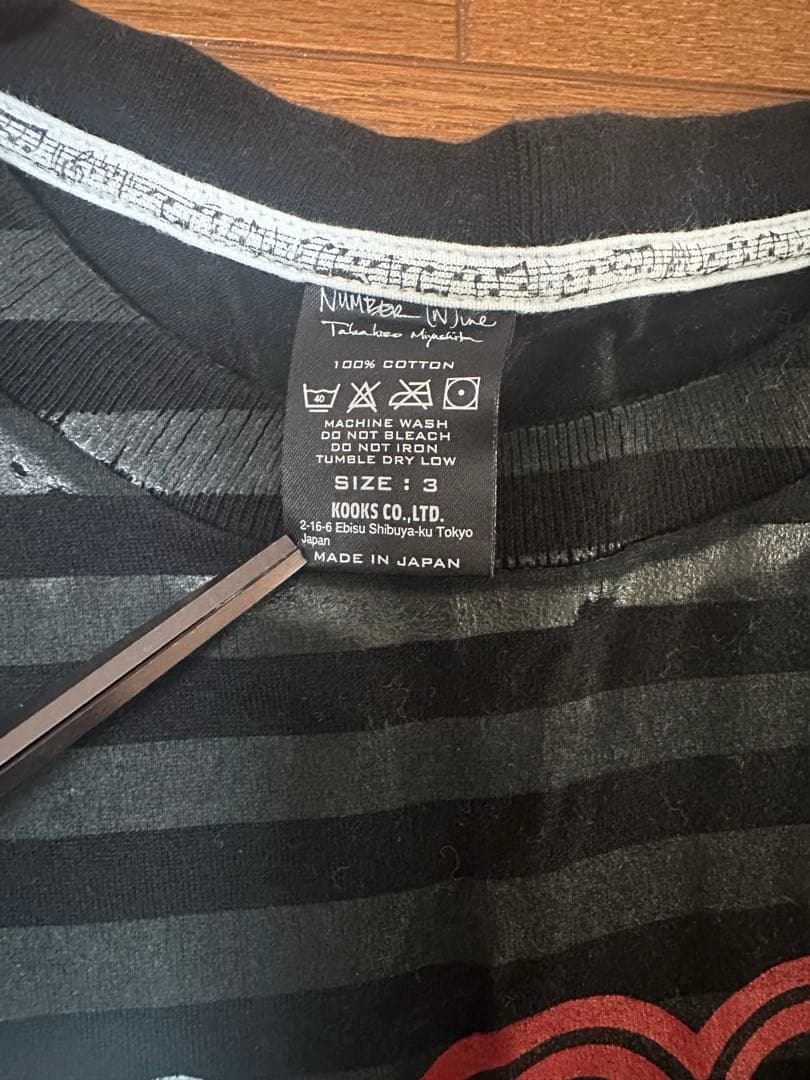 NUMBER (N)ine
Takahiro Miyashita
100% COTTON
40
MACHINE WASH
DO NOT BLEACH
DO NOT IRON
TUMBLE DRY LOW
SIZE : 3
KOOKS CO.,LTD.
2-16-6 Ebisu Shibuya-ku Tokyo
Japan
MADE IN JAPAN